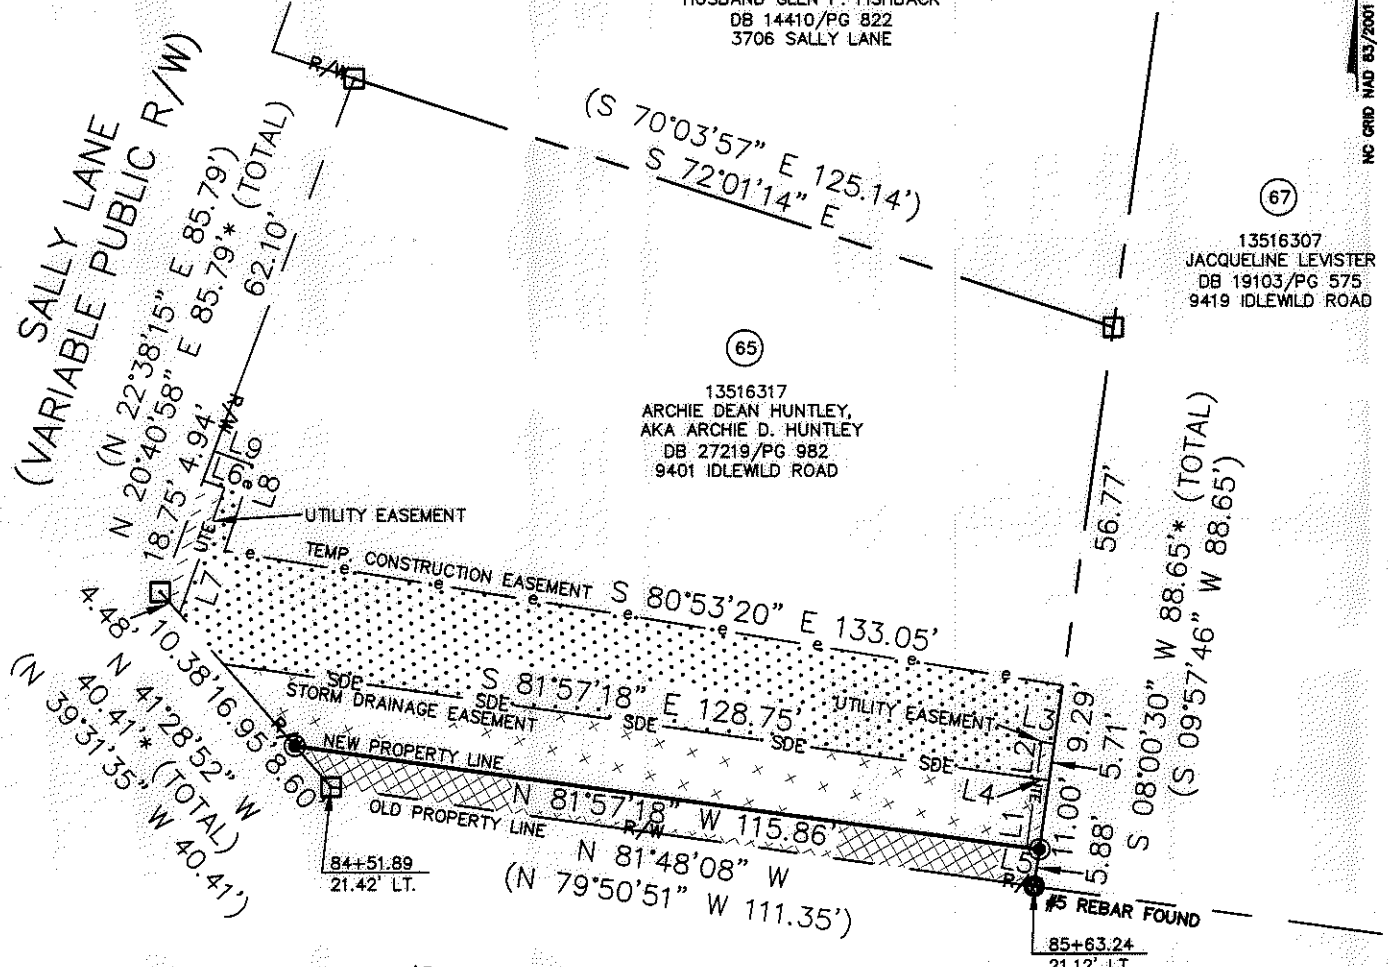 DB 14410/PG 822
3706 SALLY LANE
NC GRID NAD 83/2001
R/W
SALLY LANE
(VARIABLE PUBLIC R/W)
(S 70°03'57" E 125.14')
S 72°01'14" E
67
13516307
JACQUELINE LEVISTER
DB 19103/PG 575
9419 IDLEWILD ROAD
(N 22°38'15" E 85.79')
N 20°40'58" E 85.79'* (TOTAL)
62.10'
65
13516317
ARCHIE DEAN HUNTLEY,
AKA ARCHIE D. HUNTLEY
DB 27219/PG 982
9401 IDLEWILD ROAD
18.75'
4.94'
R/W
L9
L6
e
L8
UTILITY EASEMENT
UTE
L7
56.77'
S 08°00'30" W 88.65'* (TOTAL)
(S 09°57'46" W 88.65')
e
TEMP. CONSTRUCTION EASEMENT
e
e
e
e
e
e
e
e
S 80°53'20" E 133.05'
4.48'
10.38'
16.95'
8.60'
N 41°28'52" W
40.41'* (TOTAL)
(N 39°31'35" W 40.41')
SDE
SDE
SDE
SDE
SDE
S 81°57'18" E 128.75'
STORM DRAINAGE EASEMENT
UTILITY EASEMENT
L3
L2
9.29'
5.71'
L4
L1
11.00'
NEW PROPERTY LINE
N 81°57'18" W 115.86'
OLD PROPERTY LINE
R/W
N 81°48'08" W
(N 79°50'51" W 111.35')
L5
5.88'
84+51.89
21.42' LT.
#5 REBAR FOUND
85+63.24
21.12' LT.